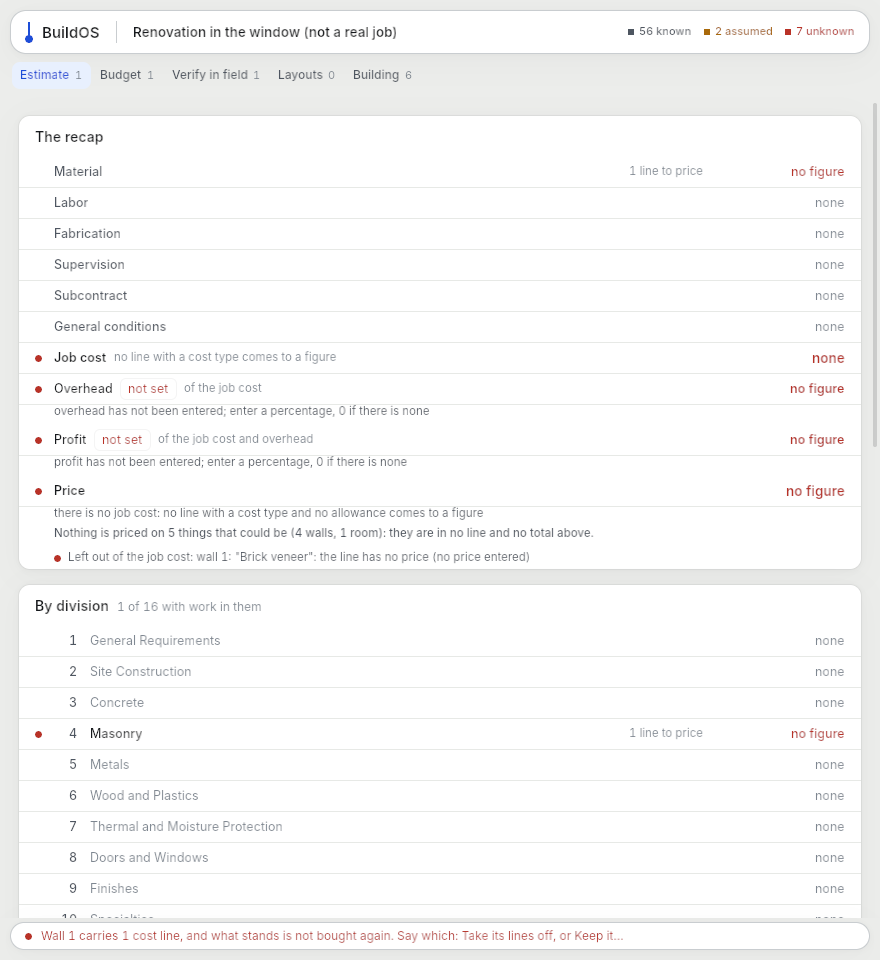 BuildOS
Renovation in the window (not a real job)
56 known 2 assumed 7 unknown
Estimate 1 Budget 1 Verify in field 1 Layouts 0 Building 6
The recap
Material 1 line to price no figure
Labor none
Fabrication none
Supervision none
Subcontract none
General conditions none
Job cost no line with a cost type comes to a figure none
Overhead not set of the job cost no figure
overhead has not been entered; enter a percentage, 0 if there is none
Profit not set of the job cost and overhead no figure
profit has not been entered; enter a percentage, 0 if there is none
Price no figure
there is no job cost: no line with a cost type and no allowance comes to a figure
Nothing is priced on 5 things that could be (4 walls, 1 room): they are in no line and no total above.
Left out of the job cost: wall 1: "Brick veneer": the line has no price (no price entered)
By division 1 of 16 with work in them
1 General Requirements none
2 Site Construction none
3 Concrete none
4 Masonry 1 line to price no figure
5 Metals none
6 Wood and Plastics none
7 Thermal and Moisture Protection none
8 Doors and Windows none
9 Finishes none
Wall 1 carries 1 cost line, and what stands is not bought again. Say which: Take its lines off, or Keep it...